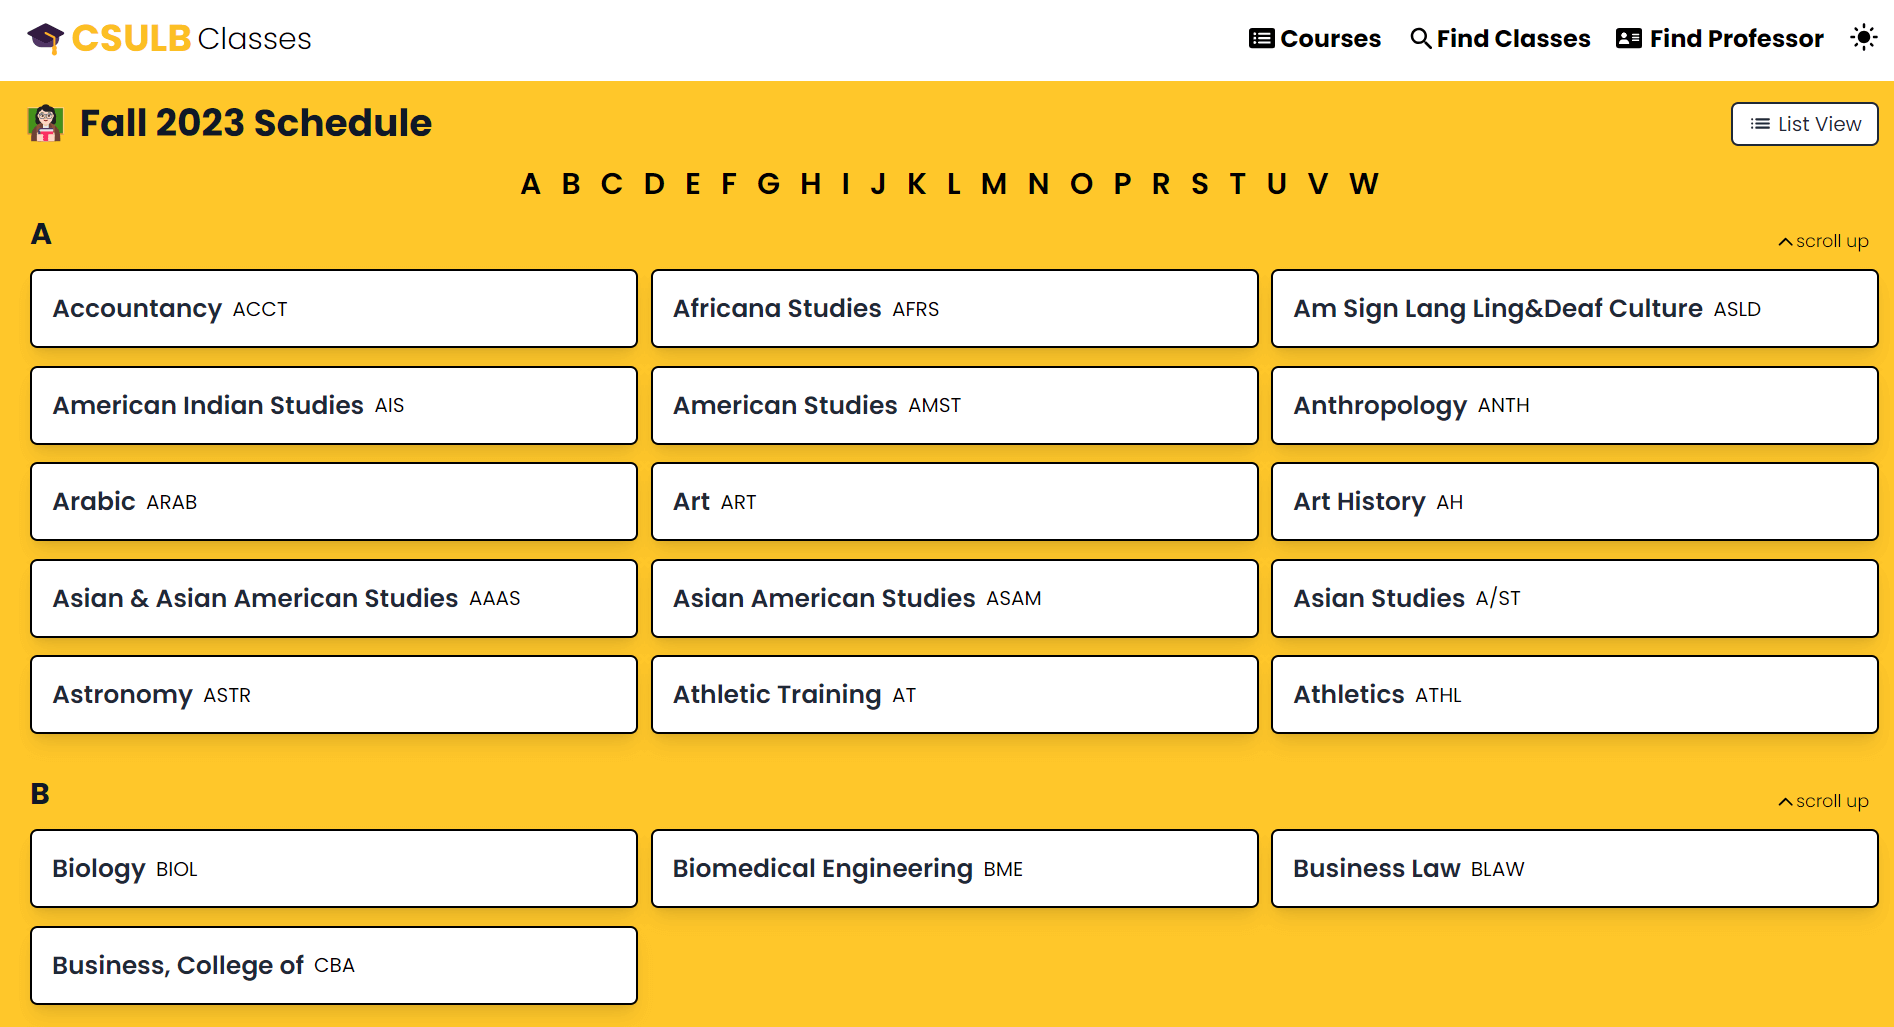 CSULB Classes
Courses Find Classes Find Professor
Fall 2023 Schedule
List View
A B C D E F G H I J K L M N O P R S T U V W
A
scroll up
Accountancy ACCT
Africana Studies AFRS
Am Sign Lang Ling&Deaf Culture ASLD
American Indian Studies AIS
American Studies AMST
Anthropology ANTH
Arabic ARAB
Art ART
Art History AH
Asian & Asian American Studies AAAS
Asian American Studies ASAM
Asian Studies A/ST
Astronomy ASTR
Athletic Training AT
Athletics ATHL
B
scroll up
Biology BIOL
Biomedical Engineering BME
Business Law BLAW
Business, College of CBA